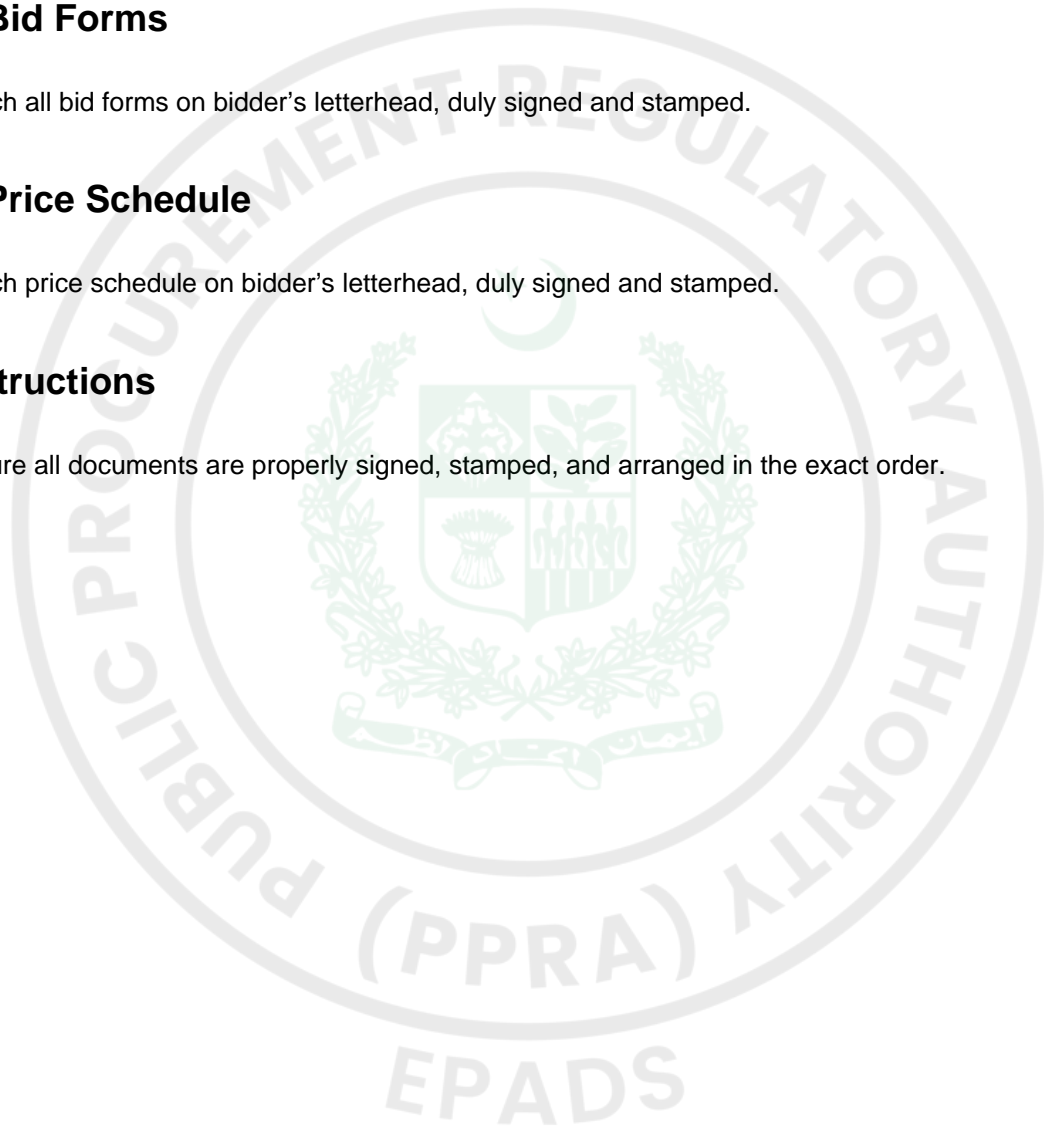 Bid Forms
ch all bid forms on bidder's letterhead, duly signed and stamped.
Price Schedule
ch price schedule on bidder's letterhead, duly signed and stamped.
tructions
ure all documents are properly signed, stamped, and arranged in the exact order.
PUBLIC PROCUREMENT REGULATORY AUTHORITY
(PPRA)
EPADS